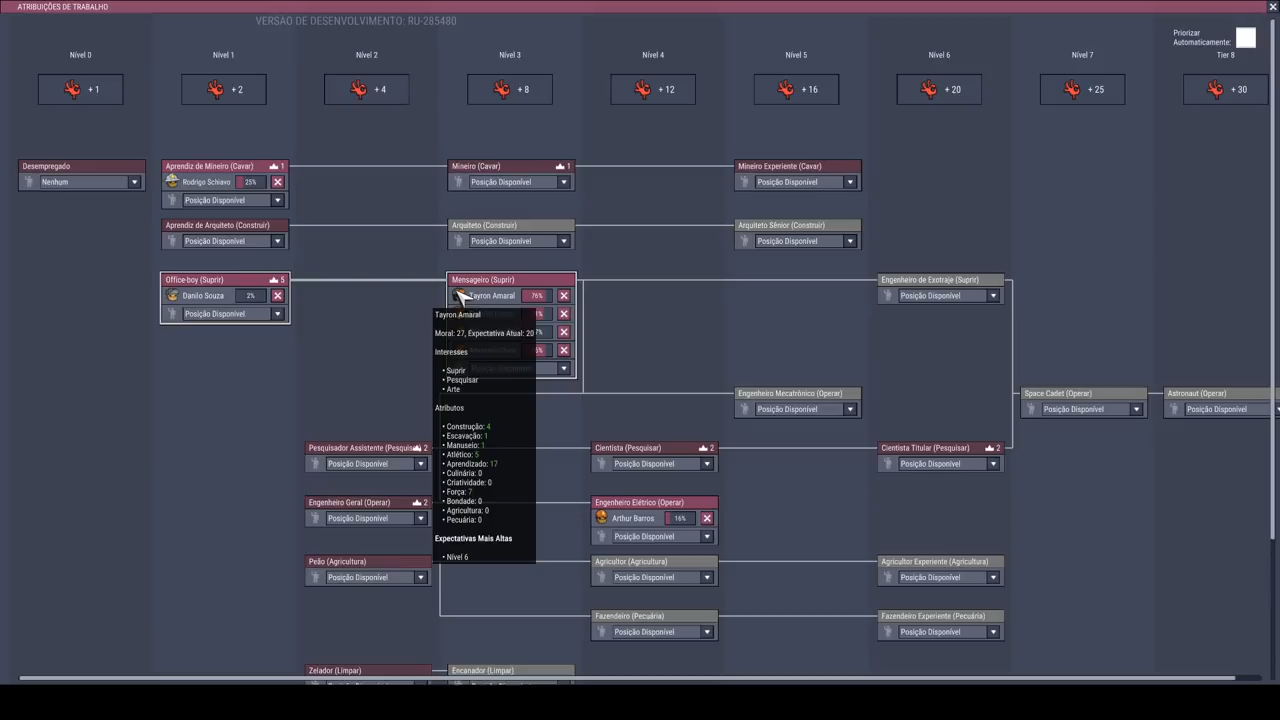 ATRIBUIÇÕES DE TRABALHO
VERSÃO DE DESENVOLVIMENTO: RU-285480
Priorizar
Automaticamente:
Nível 0
Nível 1
Nível 2
Nível 3
Nível 4
Nível 5
Nível 6
Nível 7
Tier 8
+ 1
+ 2
+ 4
+ 8
+ 12
+ 16
+ 20
+ 25
+ 30
Desempregado
Nenhum
Aprendiz de Mineiro (Cavar) 1
Rodrigo Schiavo 25%
Posição Disponível
Mineiro (Cavar) 1
Posição Disponível
Mineiro Experiente (Cavar)
Posição Disponível
Aprendiz de Arquiteto (Construir)
Posição Disponível
Arquiteto (Construir)
Posição Disponível
Arquiteto Sênior (Construir)
Posição Disponível
Office-boy (Suprir) 5
Danilo Souza 2%
Posição Disponível
Mensageiro (Suprir)
Tayron Amaral 76%
Engenheiro de Exotraje (Suprir)
Posição Disponível
Tayron Amaral
Moral: 27, Expectativa Atual: 20
Interesses
• Suprir
• Pesquisar
• Arte
Atributos
• Construção: 4
• Escavação: 1
• Manuseio: 1
• Atlético: 5
• Aprendizado: 17
• Culinária: 0
• Criatividade: 0
• Força: 7
• Bondade: 0
• Agricultura: 0
• Pecuária: 0
Expectativas Mais Altas
• Nível 6
Engenheiro Mecatrônico (Operar)
Posição Disponível
Space Cadet (Operar)
Posição Disponível
Astronaut (Operar)
Posição Disponível
Pesquisador Assistente (Pesquisar) 2
Posição Disponível
Cientista (Pesquisar) 2
Posição Disponível
Cientista Titular (Pesquisar) 2
Posição Disponível
Engenheiro Geral (Operar) 2
Posição Disponível
Engenheiro Elétrico (Operar)
Arthur Barros 16%
Posição Disponível
Peão (Agricultura)
Posição Disponível
Agricultor (Agricultura)
Posição Disponível
Agricultor Experiente (Agricultura)
Posição Disponível
Fazendeiro (Pecuária)
Posição Disponível
Fazendeiro Experiente (Pecuária)
Posição Disponível
Zelador (Limpar)
Encanador (Limpar)